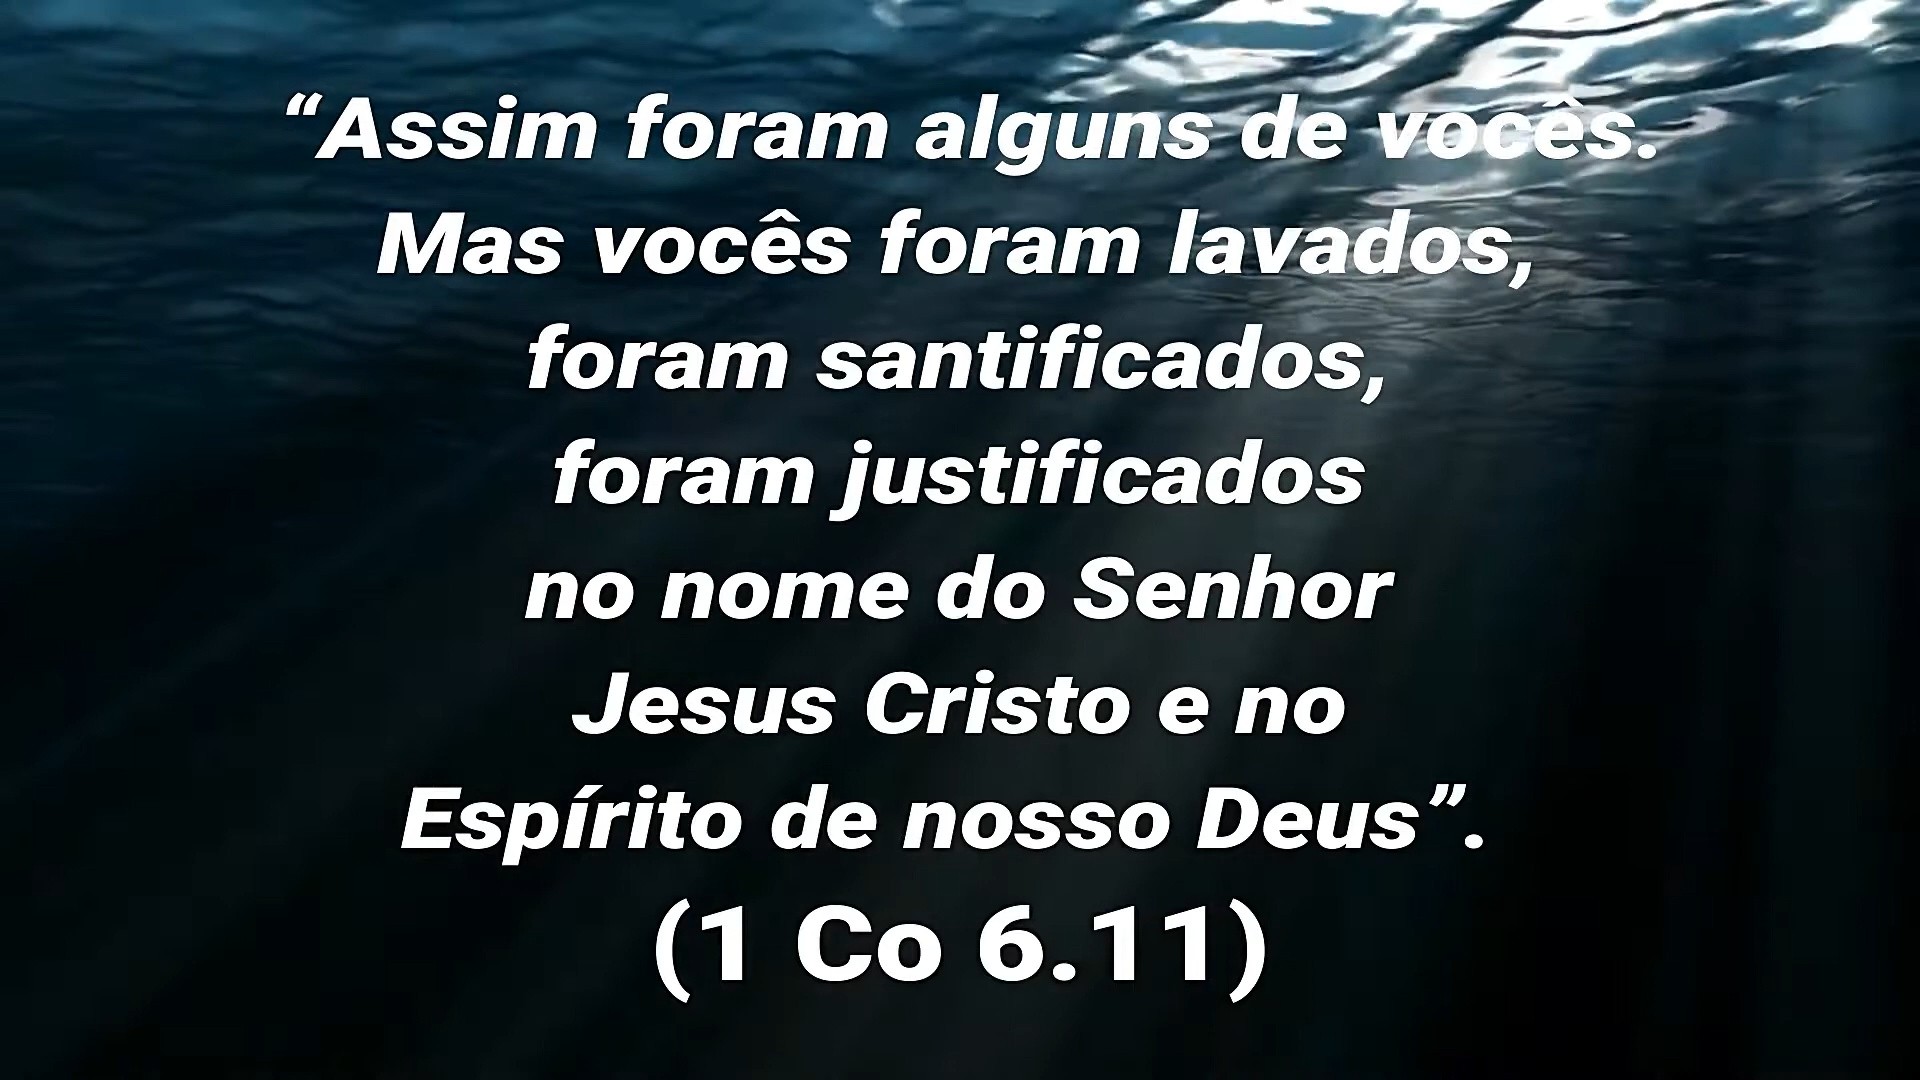 “Assim foram alguns de vocês.
Mas vocês foram lavados,
foram santificados,
foram justificados
no nome do Senhor
Jesus Cristo e no
Espírito de nosso Deus”.
(1 Co 6.11)